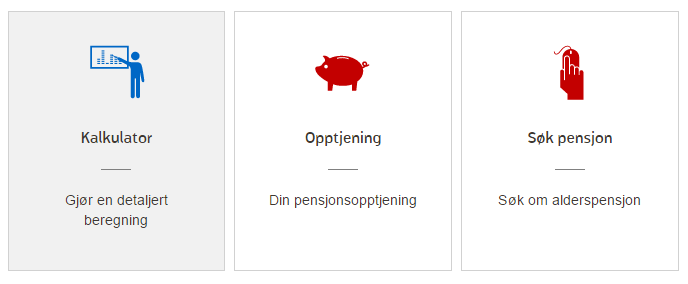 Kalkulator
Gjør en detaljert
beregning
Opptjening
Din pensjonsopptjening
Søk pensjon
Søk om alderspensjon